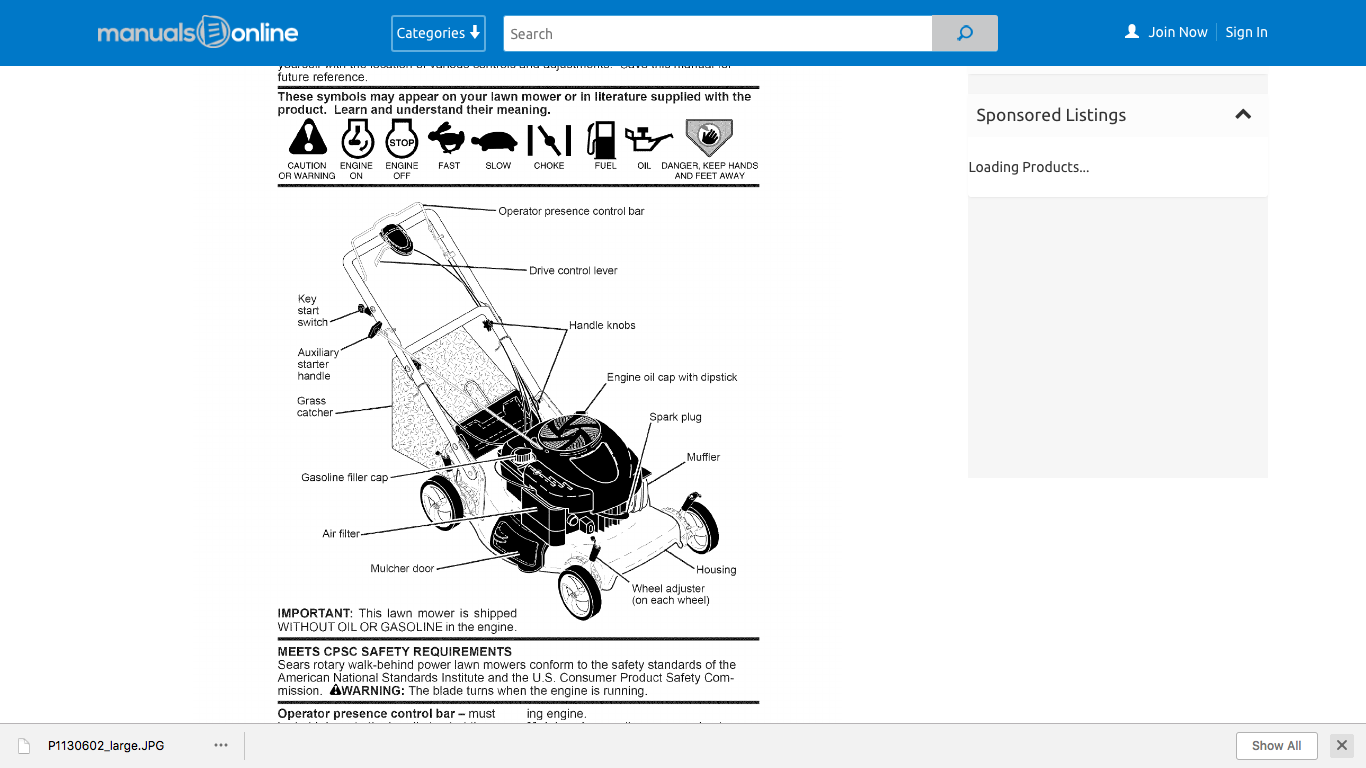 manuals online
Categories
Search
Join Now
Sign In
future reference.
These symbols may appear on your lawn mower or in literature supplied with the
product. Learn and understand their meaning.
STOP
CAUTION
OR WARNING
ENGINE
ON
ENGINE
OFF
FAST
SLOW
CHOKE
FUEL
OIL
DANGER, KEEP HANDS
AND FEET AWAY
Operator presence control bar
Drive control lever
Key
start
switch
Handle knobs
Auxiliary
starter
handle
Engine oil cap with dipstick
Grass
catcher
Spark plug
Muffler
Gasoline filler cap
Air filter
Mulcher door
Housing
Wheel adjuster
(on each wheel)
IMPORTANT: This lawn mower is shipped
WITHOUT OIL OR GASOLINE in the engine.
MEETS CPSC SAFETY REQUIREMENTS
Sears rotary walk-behind power lawn mowers conform to the safety standards of the
American National Standards Institute and the U.S. Consumer Product Safety Com-
mission. WARNING: The blade turns when the engine is running.
Operator presence control bar – must
ing engine.
Sponsored Listings
Loading Products...
P1130602_large.JPG
Show All